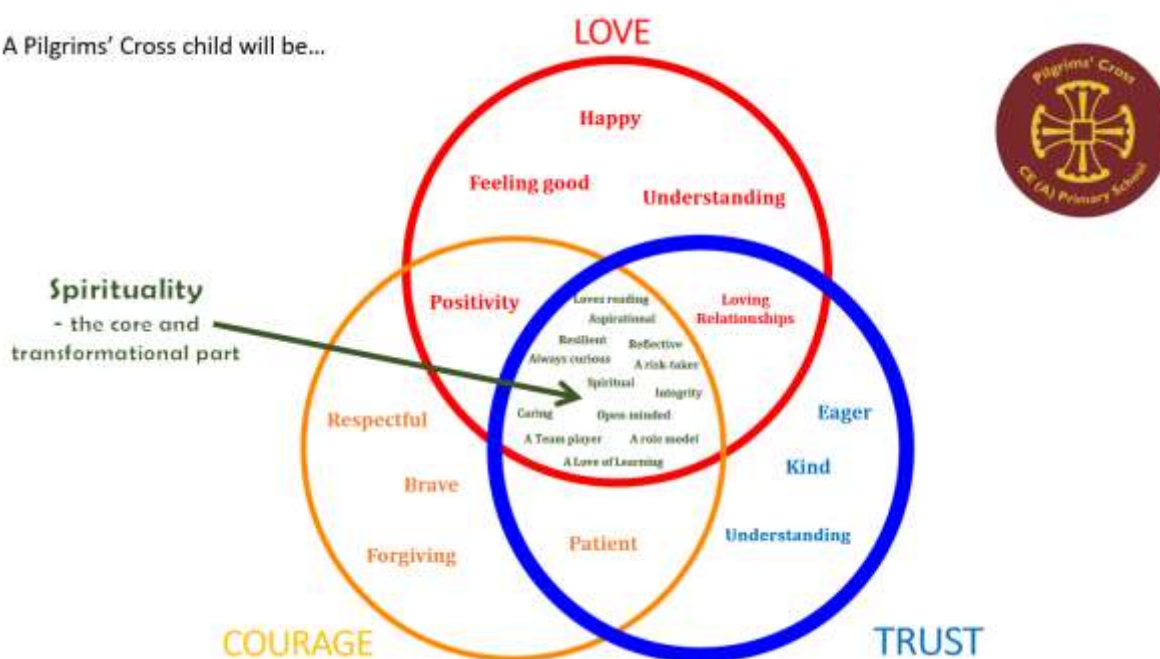 A Pilgrims' Cross child will be...
LOVE
Pilgrims' Cross
CE (A) Primary School
Happy
Feeling good
Understanding
Spirituality
- the core and
transformational part
Positivity
Loves reading
Aspirational
Resilient
Reflective
Always curious
A risk-taker
Spiritual
Integrity
Caring
Open minded
A Team player
A role model
A Love of Learning
Loving
Relationships
Respectful
Brave
Forgiving
Patient
Eager
Kind
Understanding
COURAGE
TRUST